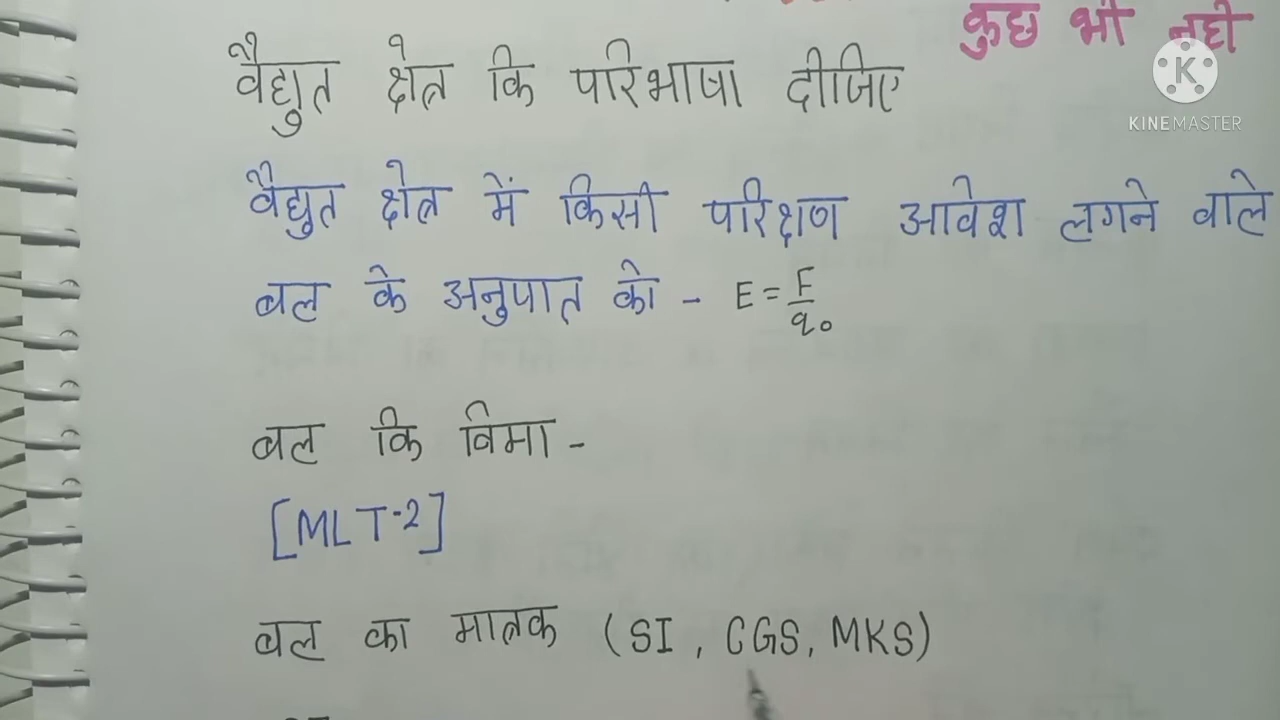 कुछ भी नही
वैद्युत क्षेत्र कि परिभाषा दीजिए
KINEMASTER
वैद्युत क्षेत्र में किसी परिक्षण आवेश लगने वाले
बल के अनुपात को - E = F/q₀
बल कि विमा -
[MLT-2]
बल का मात्रक (SI, CGS, MKS)